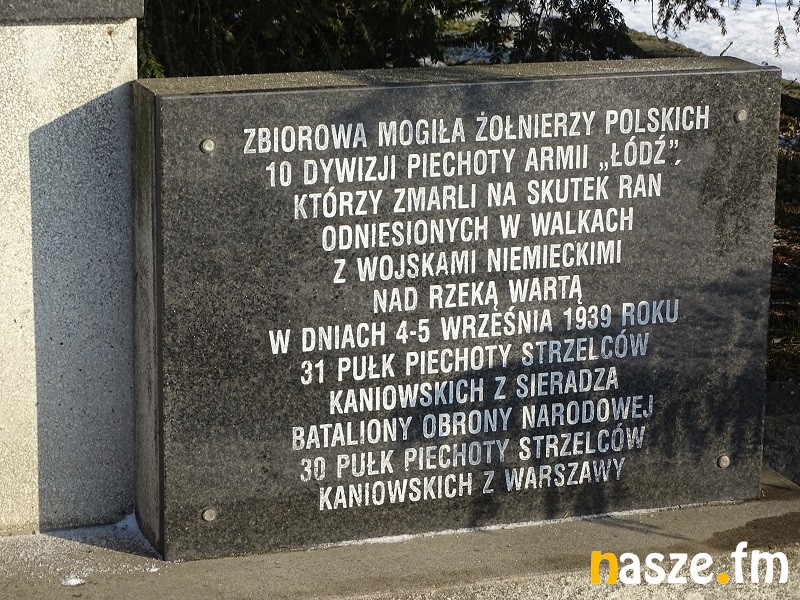 ZBIOROWA MOGIŁA ŻOŁNIERZY POLSKICH
10 DYWIZJI PIECHOTY ARMII „ŁÓDŹ”,
KTÓRZY ZMARLI NA SKUTEK RAN
ODNIESIONYCH W WALKACH
Z WOJSKAMI NIEMIECKIMI
NAD RZEKĄ WARTĄ
W DNIACH 4-5 WRZEŚNIA 1939 ROKU
31 PUŁK PIECHOTY STRZELCÓW
KANIOWSKICH Z SIERADZA
BATALIONY OBRONY NARODOWEJ
30 PUŁK PIECHOTY STRZELCÓW
KANIOWSKICH Z WARSZAWY
nasze.fm